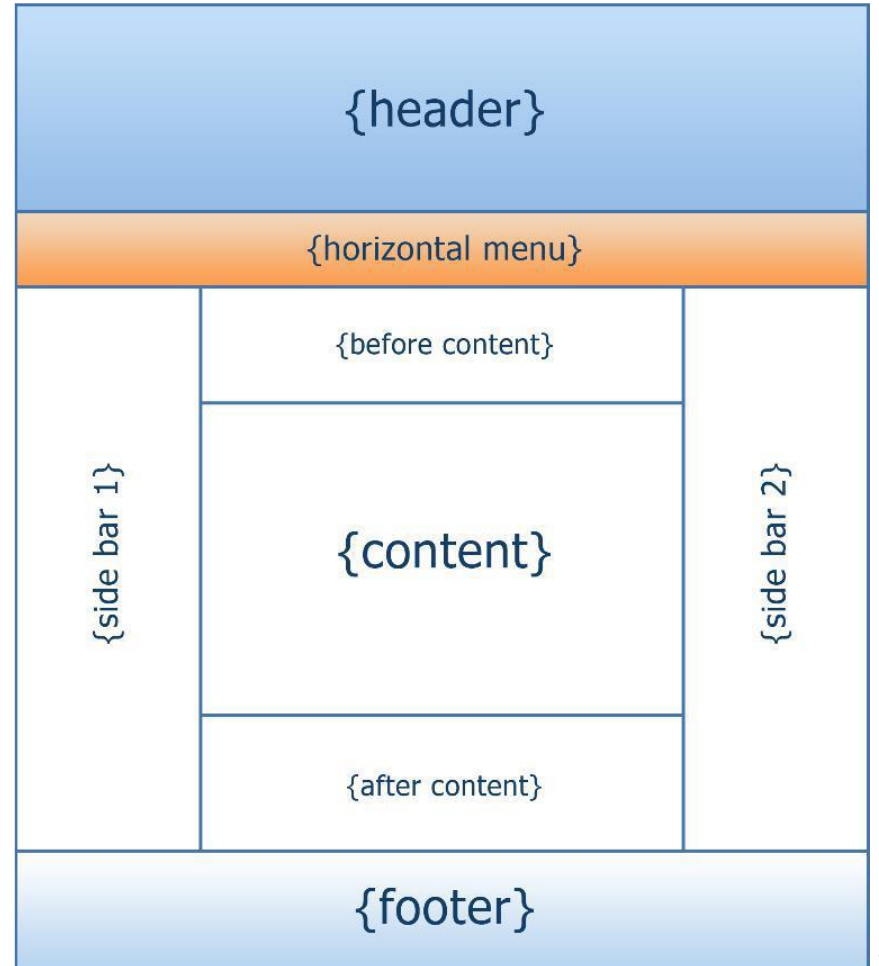 {header}
{horizontal menu}
{before content}
{side bar 1}
{content}
{side bar 2}
{after content}
{footer}